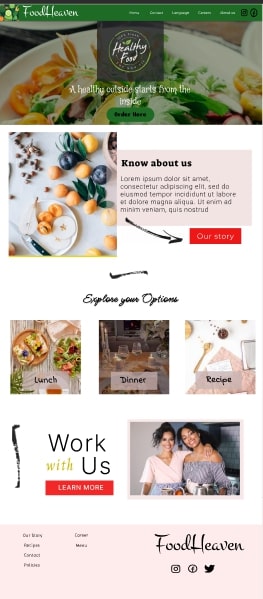 FoodHeaven
Home Contact Language Careers About us
Healthy
Food
A healthy outside starts from the
inside
Order Here
Know about us
Lorem ipsum dolor sit amet,
consectetur adipiscing elit, sed do
eiusmod tempor incididunt ut labore
et dolore magna aliqua. Ut enim ad
minim veniam, quis nostrud
Our story
Explore your Options
Lunch Dinner Recipe
Work
with Us
LEARN MORE
Our Story Career
Recipes Menu
Contact
Policies
FoodHeaven